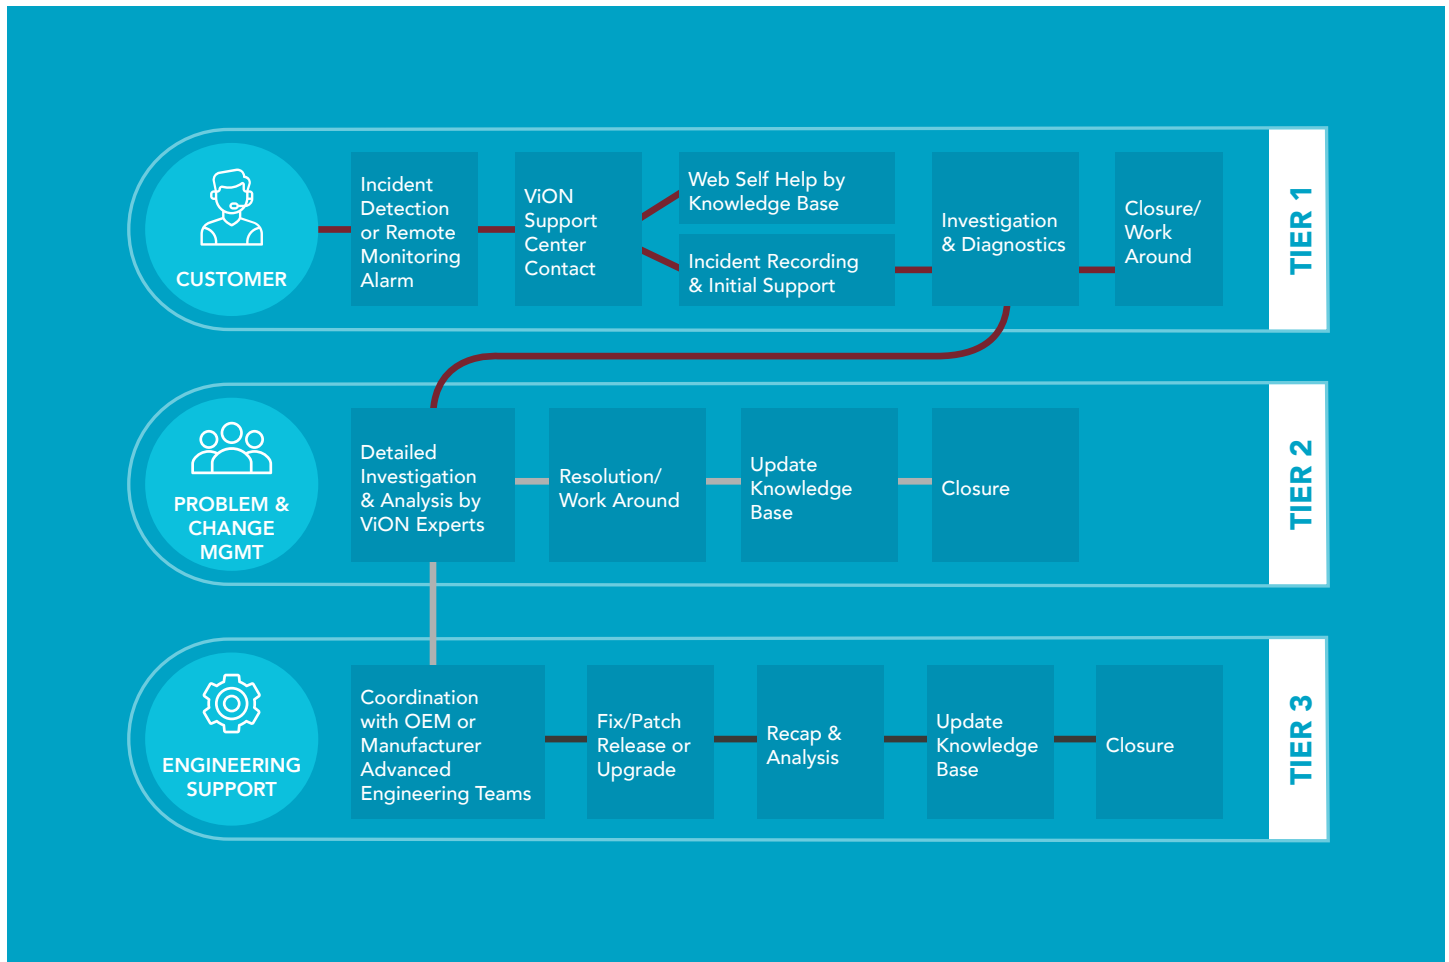 CUSTOMER
Incident
Detection
or Remote
Monitoring
Alarm
ViON
Support
Center
Contact
Web Self Help by
Knowledge Base
Incident Recording
& Initial Support
Investigation
& Diagnostics
Closure/
Work
Around
TIER 1
PROBLEM &
CHANGE
MGMT
Detailed
Investigation
& Analysis by
ViON Experts
Resolution/
Work Around
Update
Knowledge
Base
Closure
TIER 2
ENGINEERING
SUPPORT
Coordination
with OEM or
Manufacturer
Advanced
Engineering Teams
Fix/Patch
Release or
Upgrade
Recap &
Analysis
Update
Knowledge
Base
Closure
TIER 3